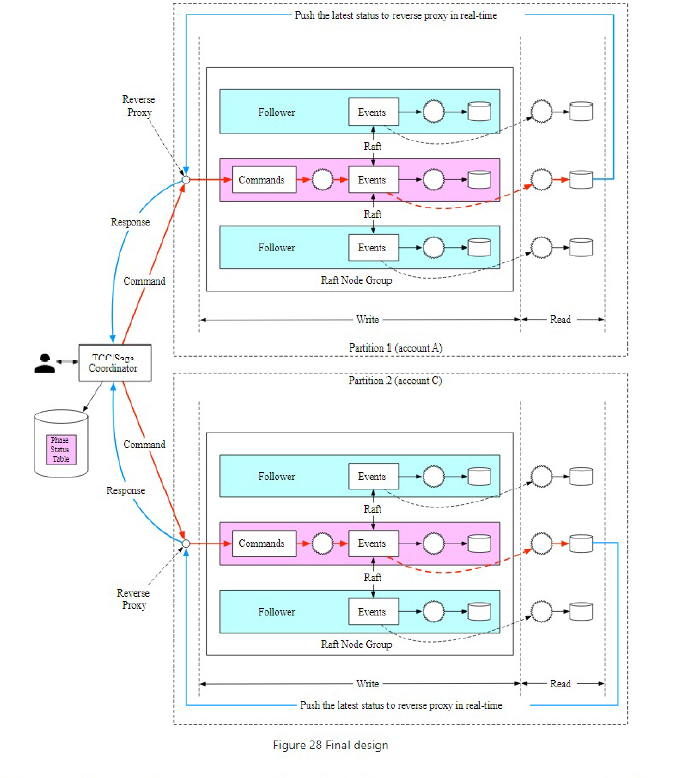 Push the latest status to reverse proxy in real-time
Reverse
Proxy
Follower
Events
Raft
Commands
Events
Raft
Follower
Events
Raft Node Group
Response
Command
Write
Read
Partition 1 (account A)
TCC/Saga
Coordinator
Partition 2 (account C)
Phase
Status
Table
Command
Response
Follower
Events
Raft
Commands
Events
Raft
Follower
Events
Raft Node Group
Reverse
Proxy
Write
Read
Push the latest status to reverse proxy in real-time
Figure 28 Final design